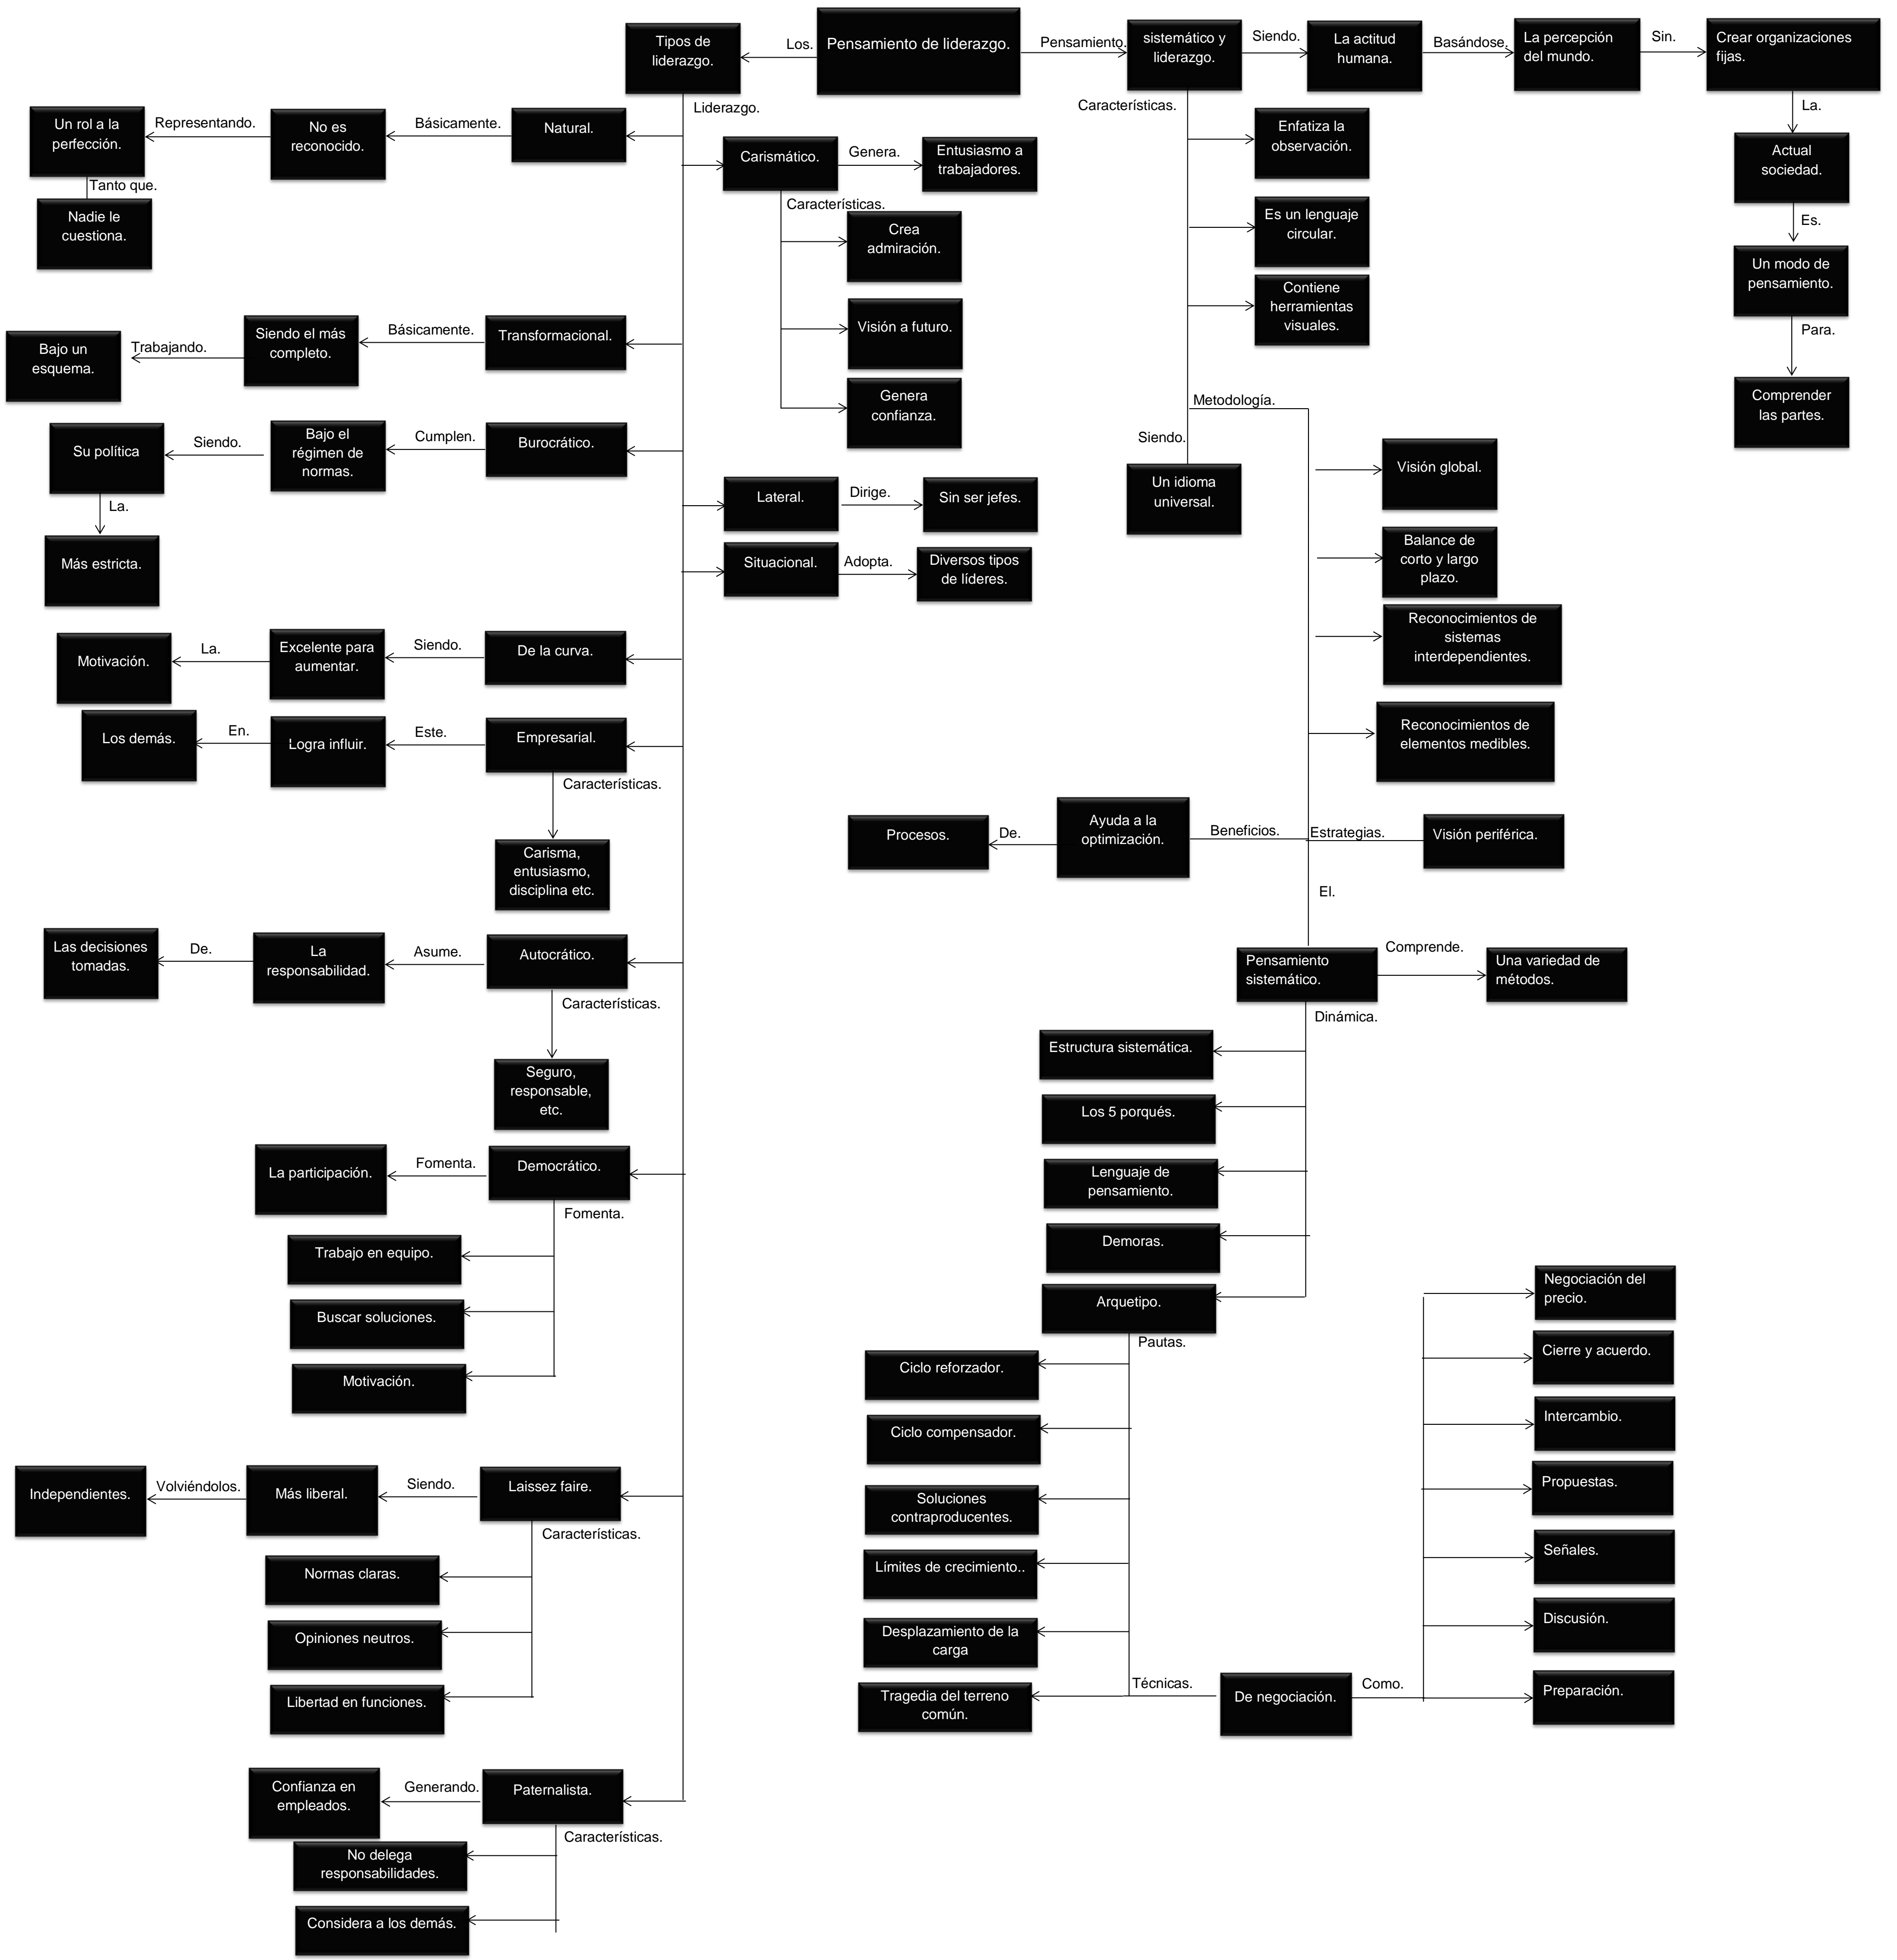 Pensamiento de liderazgo.
Los.
Tipos de
liderazgo.
Pensamiento.
sistemático y
liderazgo.
Siendo.
La actitud
humana.
Basándose.
La percepción
del mundo.
Sin.
Crear organizaciones
fijas.
La.
Actual
sociedad.
Es.
Un modo de
pensamiento.
Para.
Comprender
las partes.
Liderazgo.
Natural.
Básicamente.
No es
reconocido.
Representando.
Un rol a la
perfección.
Tanto que.
Nadie le
cuestiona.
Carismático.
Genera.
Entusiasmo a
trabajadores.
Características.
Crea
admiración.
Visión a futuro.
Genera
confianza.
Transformacional.
Básicamente.
Siendo el más
completo.
Trabajando.
Bajo un
esquema.
Burocrático.
Cumplen.
Bajo el
régimen de
normas.
Siendo.
Su política
La.
Más estricta.
Lateral.
Dirige.
Sin ser jefes.
Situacional.
Adopta.
Diversos tipos
de líderes.
De la curva.
Siendo.
Excelente para
aumentar.
La.
Motivación.
Empresarial.
Este.
Logra influir.
En.
Los demás.
Características.
Carisma,
entusiasmo,
disciplina etc.
Autocrático.
Asume.
La
responsabilidad.
De.
Las decisiones
tomadas.
Características.
Seguro,
responsable,
etc.
Democrático.
Fomenta.
La participación.
Fomenta.
Trabajo en equipo.
Buscar soluciones.
Motivación.
Laissez faire.
Siendo.
Más liberal.
Volviéndolos.
Independientes.
Características.
Normas claras.
Opiniones neutros.
Libertad en funciones.
Paternalista.
Generando.
Confianza en
empleados.
Características.
No delega
responsabilidades.
Considera a los demás.
Características.
Enfatiza la
observación.
Es un lenguaje
circular.
Contiene
herramientas
visuales.
Siendo.
Un idioma
universal.
Metodología.
Visión global.
Balance de
corto y largo
plazo.
Reconocimientos de
sistemas
interdependientes.
Reconocimientos de
elementos medibles.
Beneficios.
Ayuda a la
optimización.
De.
Procesos.
Estrategias.
Visión periférica.
El.
Pensamiento
sistemático.
Comprende.
Una variedad de
métodos.
Dinámica.
Estructura sistemática.
Los 5 porqués.
Lenguaje de
pensamiento.
Demoras.
Arquetipo.
Pautas.
Ciclo reforzador.
Ciclo compensador.
Soluciones
contraproducentes.
Límites de crecimiento..
Desplazamiento de la
carga
Tragedia del terreno
común.
Técnicas.
De negociación.
Como.
Negociación del
precio.
Cierre y acuerdo.
Intercambio.
Propuestas.
Señales.
Discusión.
Preparación.